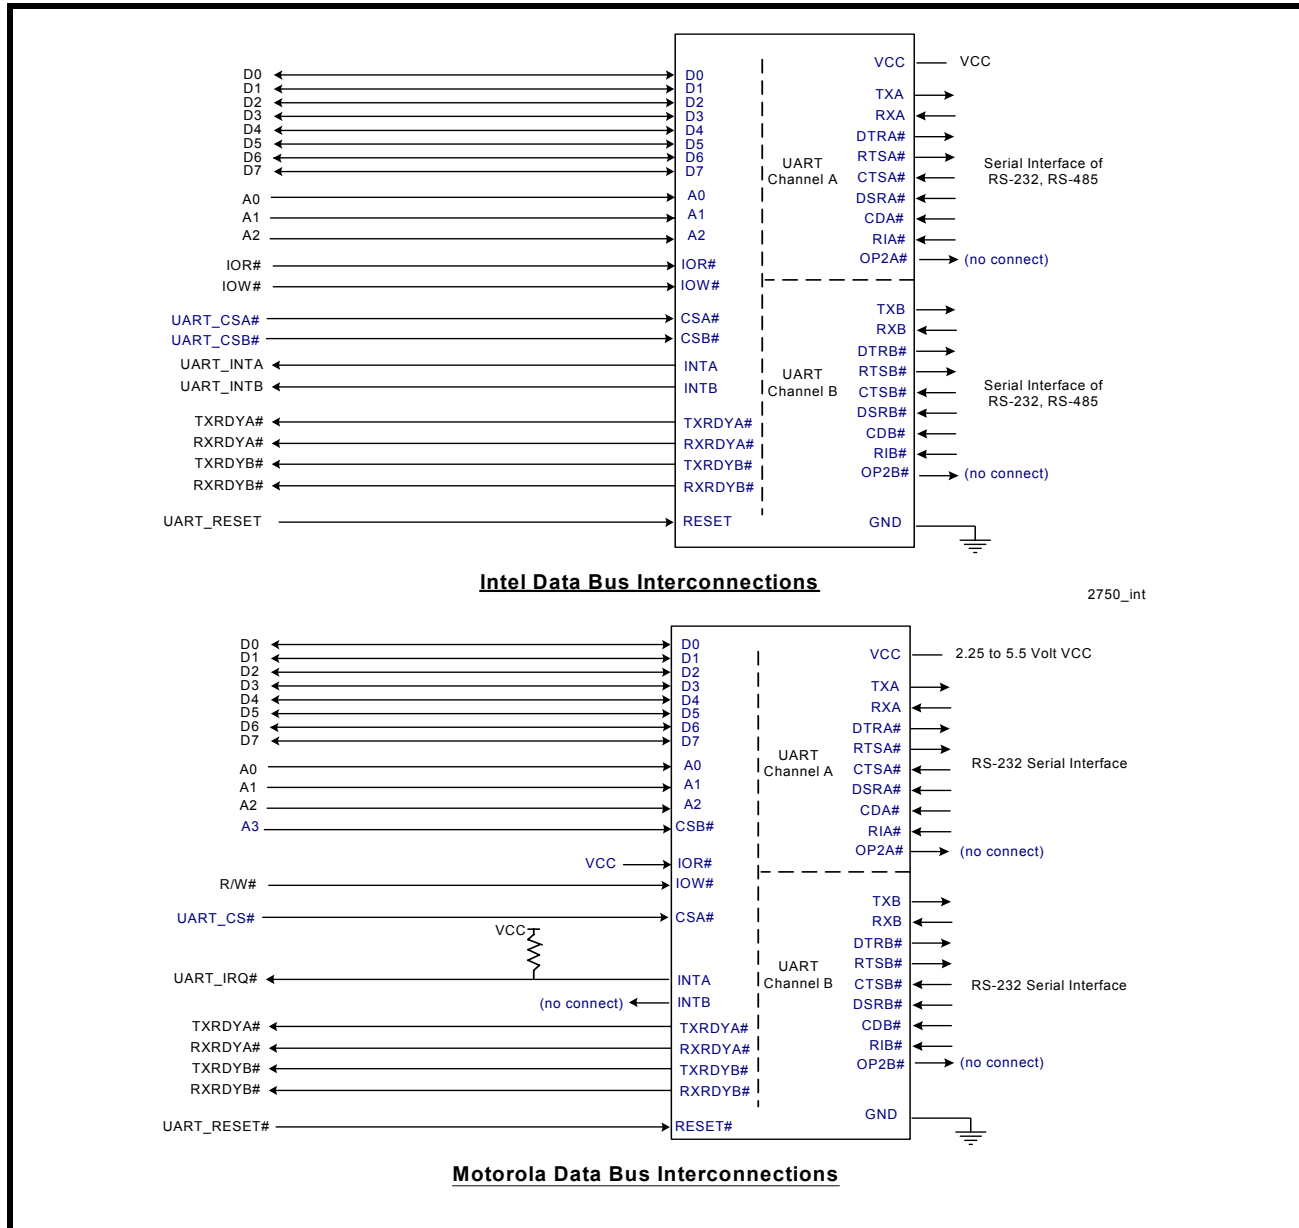 D0 D0
D1 D1
D2 D2
D3 D3
D4 D4
D5 D5
D6 D6
D7 D7
A0 A0
A1 A1
A2 A2
IOR# IOR#
IOW# IOW#
UART_CSA# CSA#
UART_CSB# CSB#
UART_INTA INTA
UART_INTB INTB
TXRDYA# TXRDYA#
RXRDYA# RXRDYA#
TXRDYB# TXRDYB#
RXRDYB# RXRDYB#
UART_RESET RESET
UART
Channel A
UART
Channel B
VCC VCC
TXA
RXA
DTRA#
RTSA#
CTSA#
DSRA#
CDA#
RIA#
OP2A# (no connect)
Serial Interface of
RS-232, RS-485
TXB
RXB
DTRB#
RTSB#
CTSB#
DSRB#
CDB#
RIB#
OP2B# (no connect)
Serial Interface of
RS-232, RS-485
GND
Intel Data Bus Interconnections
2750_int
D0 D0
D1 D1
D2 D2
D3 D3
D4 D4
D5 D5
D6 D6
D7 D7
A0 A0
A1 A1
A2 A2
A3 CSB#
VCC IOR#
R/W# IOW#
UART_CS# CSA#
VCC
UART_IRQ# INTA
(no connect) INTB
TXRDYA# TXRDYA#
RXRDYA# RXRDYA#
TXRDYB# TXRDYB#
RXRDYB# RXRDYB#
UART_RESET# RESET#
UART
Channel A
UART
Channel B
VCC 2.25 to 5.5 Volt VCC
TXA
RXA
DTRA#
RTSA#
CTSA#
DSRA#
CDA#
RIA#
OP2A# (no connect)
RS-232 Serial Interface
TXB
RXB
DTRB#
RTSB#
CTSB#
DSRB#
CDB#
RIB#
OP2B# (no connect)
RS-232 Serial Interface
GND
Motorola Data Bus Interconnections